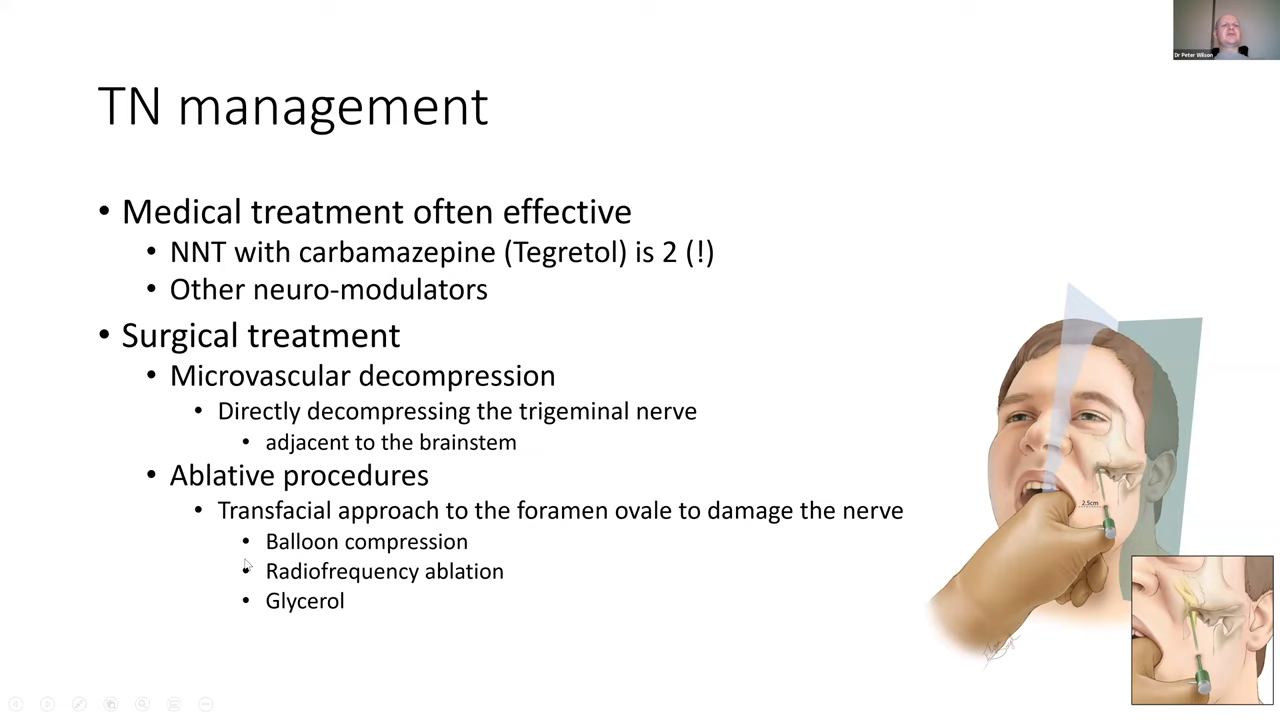 Dr Peter Wilson
TN management
• Medical treatment often effective
• NNT with carbamazepine (Tegretol) is 2 (!)
• Other neuro-modulators
• Surgical treatment
• Microvascular decompression
• Directly decompressing the trigeminal nerve
• adjacent to the brainstem
• Ablative procedures
• Transfacial approach to the foramen ovale to damage the nerve
• Balloon compression
• Radiofrequency ablation
• Glycerol
2.5cm